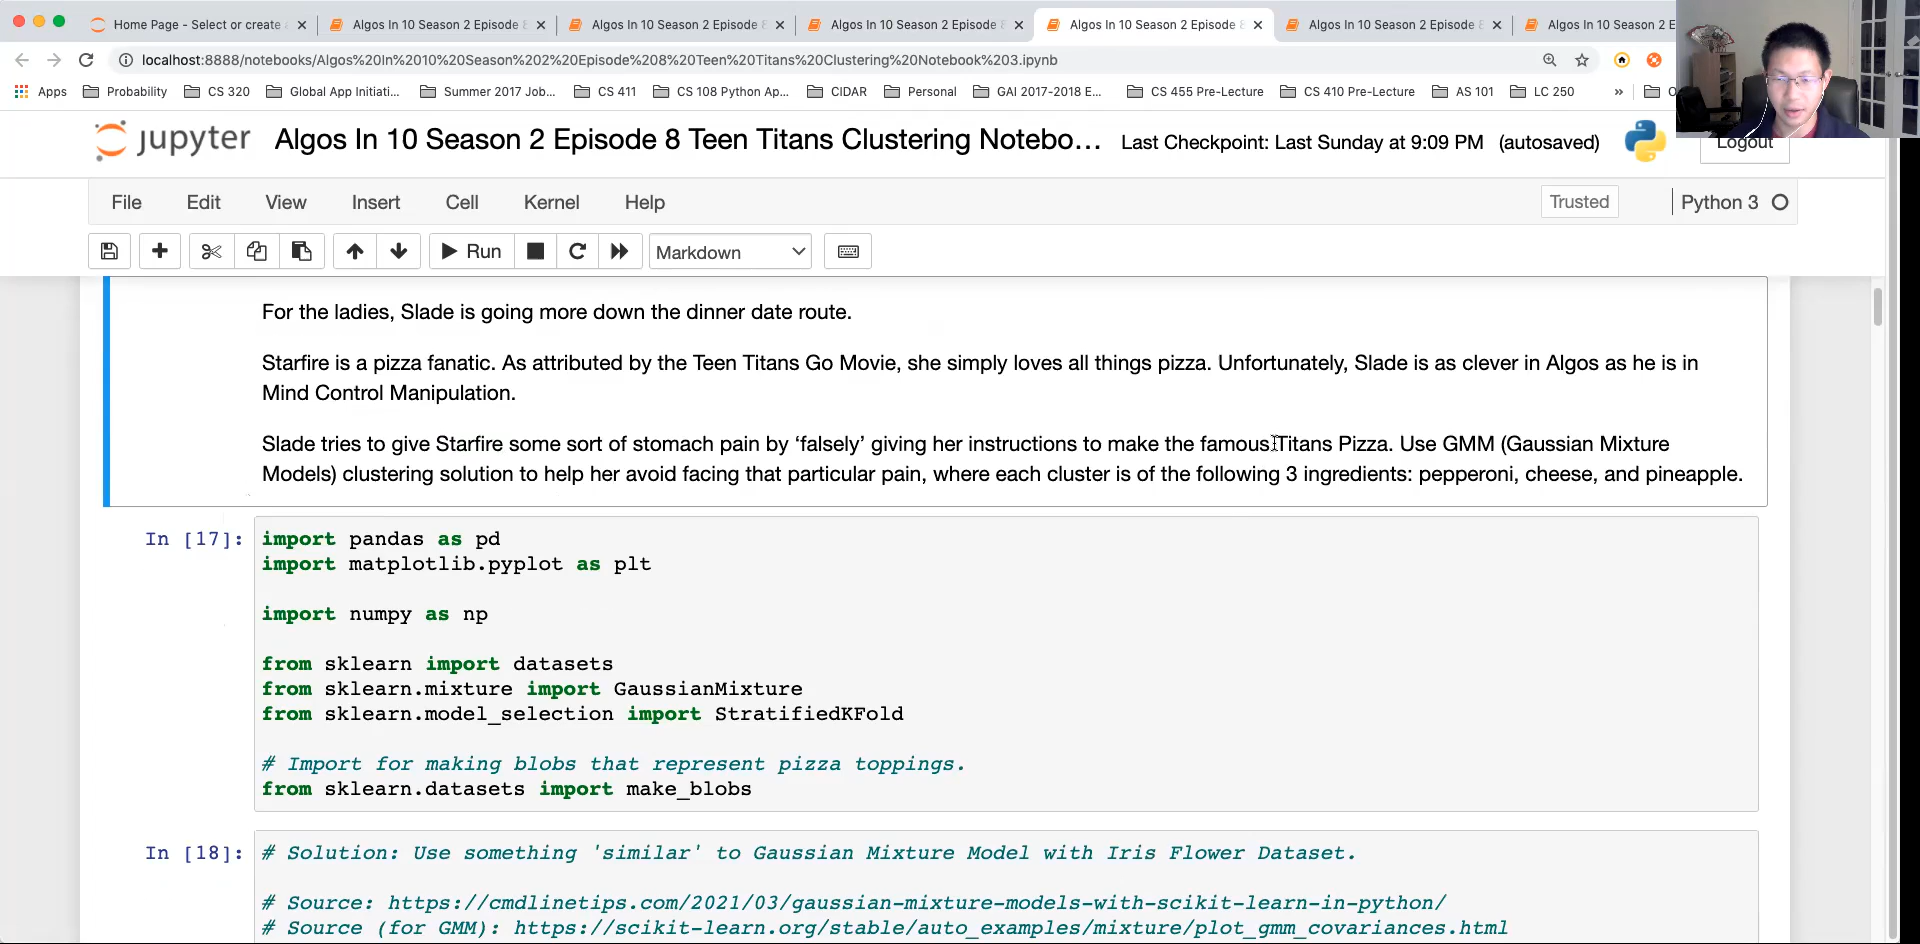 Home Page - Select or create a
Algos In 10 Season 2 Episode 8
Algos In 10 Season 2 Episode 8
Algos In 10 Season 2 Episode 8
Algos In 10 Season 2 Episode 8
Algos In 10 Season 2 Episode 8
Algos In 10 Season 2 E
localhost:8888/notebooks/Algos%20In%2010%20Season%202%20Episode%208%20Teen%20Titans%20Clustering%20Notebook%203.ipynb
Apps Probability CS 320 Global App Initiati... Summer 2017 Job... CS 411 CS 108 Python Ap... CIDAR Personal GAI 2017-2018 E... CS 455 Pre-Lecture CS 410 Pre-Lecture AS 101 LC 250 »
jupyter Algos In 10 Season 2 Episode 8 Teen Titans Clustering Notebo... Last Checkpoint: Last Sunday at 9:09 PM (autosaved) Logout
File Edit View Insert Cell Kernel Help Trusted Python 3
Run Markdown
For the ladies, Slade is going more down the dinner date route.
Starfire is a pizza fanatic. As attributed by the Teen Titans Go Movie, she simply loves all things pizza. Unfortunately, Slade is as clever in Algos as he is in
Mind Control Manipulation.
Slade tries to give Starfire some sort of stomach pain by ‘falsely’ giving her instructions to make the famous Titans Pizza. Use GMM (Gaussian Mixture
Models) clustering solution to help her avoid facing that particular pain, where each cluster is of the following 3 ingredients: pepperoni, cheese, and pineapple.
In [17]: import pandas as pd
import matplotlib.pyplot as plt
import numpy as np
from sklearn import datasets
from sklearn.mixture import GaussianMixture
from sklearn.model_selection import StratifiedKFold
# Import for making blobs that represent pizza toppings.
from sklearn.datasets import make_blobs
In [18]: # Solution: Use something 'similar' to Gaussian Mixture Model with Iris Flower Dataset.
# Source: https://cmdlinetips.com/2021/03/gaussian-mixture-models-with-scikit-learn-in-python/
# Source (for GMM): https://scikit-learn.org/stable/auto_examples/mixture/plot_gmm_covariances.html